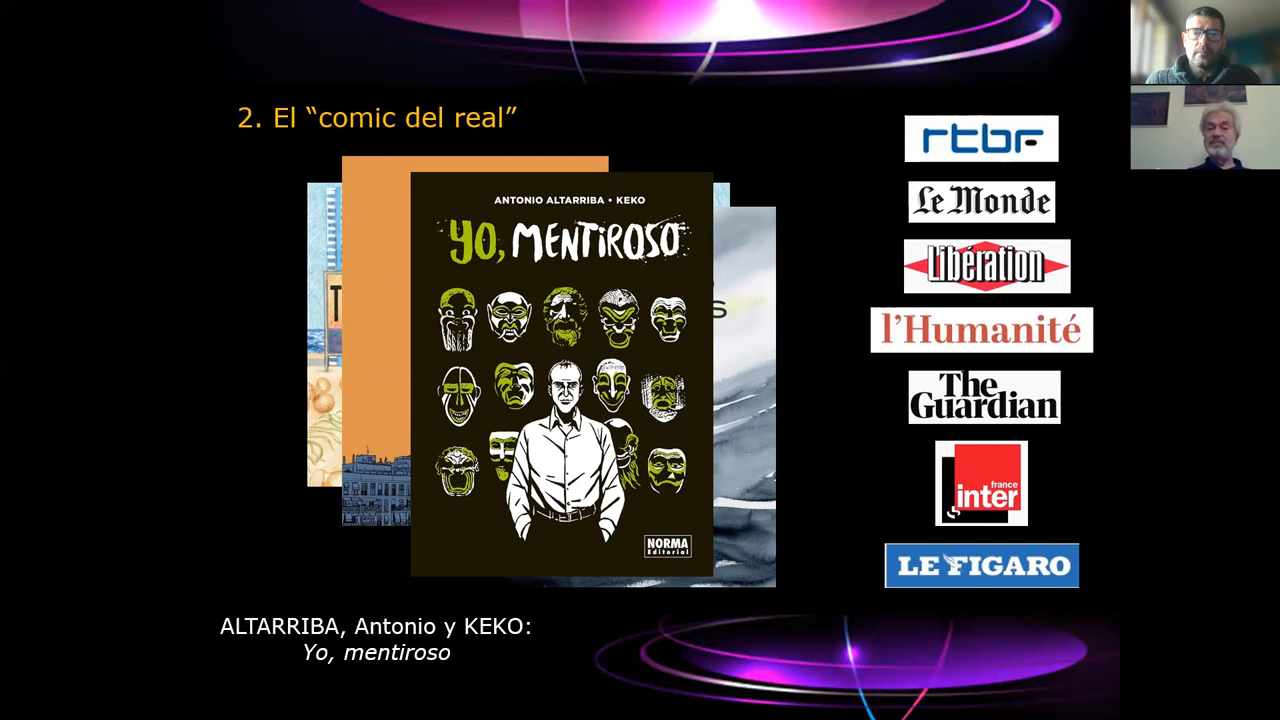 2. El “comic del real”
ANTONIO ALTARRIBA • KEKO
YO, MENTIROSO
T
S
NORMA
Editorial
ALTARRIBA, Antonio y KEKO:
Yo, mentiroso
rtbf
Le Monde
Libération
l'Humanité
The
Guardian
france
inter
LE FIGARO